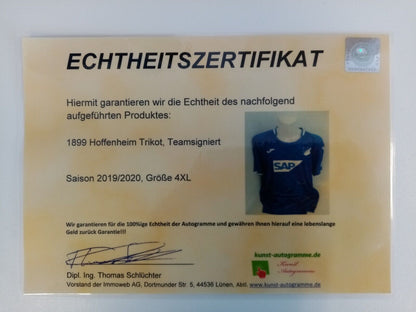 ECHTHEITSZERTIFIKAT
Hiermit garantieren wir die Echtheit des nachfolgend
aufgeführten Produktes:
1899 Hoffenheim Trikot, Teamsigniert
Saison 2019/2020, Größe 4XL
SAP
Wir garantieren für die 100%ige Echtheit der Autogramme und gewähren ihnen hierauf eine lebenslange
Geld zurück Garantie!!!
kunst-autogramme.de
Kunst
Autogramme
Dipl. Ing. Thomas Schlüchter
Vorstand der Immoweb AG, Dortmunder Str. 5, 44536 Lünen, Abtl. www.kunst-autogramme.de